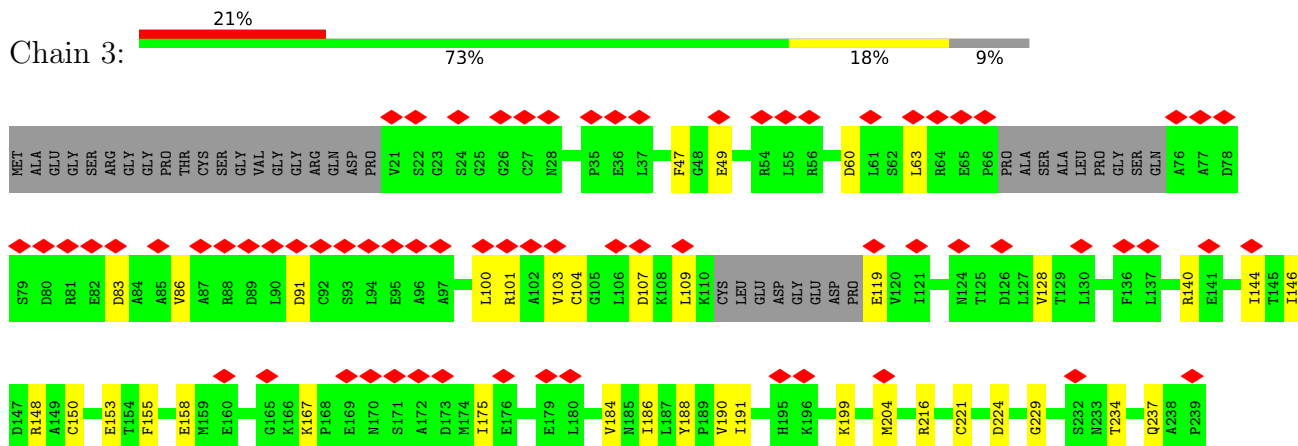 21%
Chain 3:
73% 18% 9%
MET ALA GLU GLY SER ARG GLY GLY PRO THR CYS SER GLY VAL GLY GLY ARG GLN ASP PRO V21 S22 G23 S24 G25 G26 C27 N28 P35 E36 L37 F47 G48 E49 R54 L55 R56 D60 L61 S62 L63 R64 E65 P66 PRO ALA SER ALA LEU PRO GLY SER GLN A76 A77 D78
S79 D80 R81 E82 D83 A84 A85 V86 A87 R88 D89 L90 D91 C92 S93 L94 E95 A96 A97 L100 R101 A102 V103 C104 G105 L106 D107 K108 L109 K110 CYS LEU GLU ASP GLY GLU ASP PRO E119 V120 I121 N124 T125 D126 L127 V128 T129 L130 F136 L137 R140 E141 I144 T145 I146
D147 R148 A149 C150 E153 T154 F155 E158 M159 E160 G165 K166 K167 P168 E169 N170 S171 A172 D173 M174 I175 E176 E179 L180 V184 N185 I186 L187 Y188 P189 V190 I191 H195 K196 K199 M204 R216 C221 D224 G229 S232 N233 T234 Q237 A238 P239